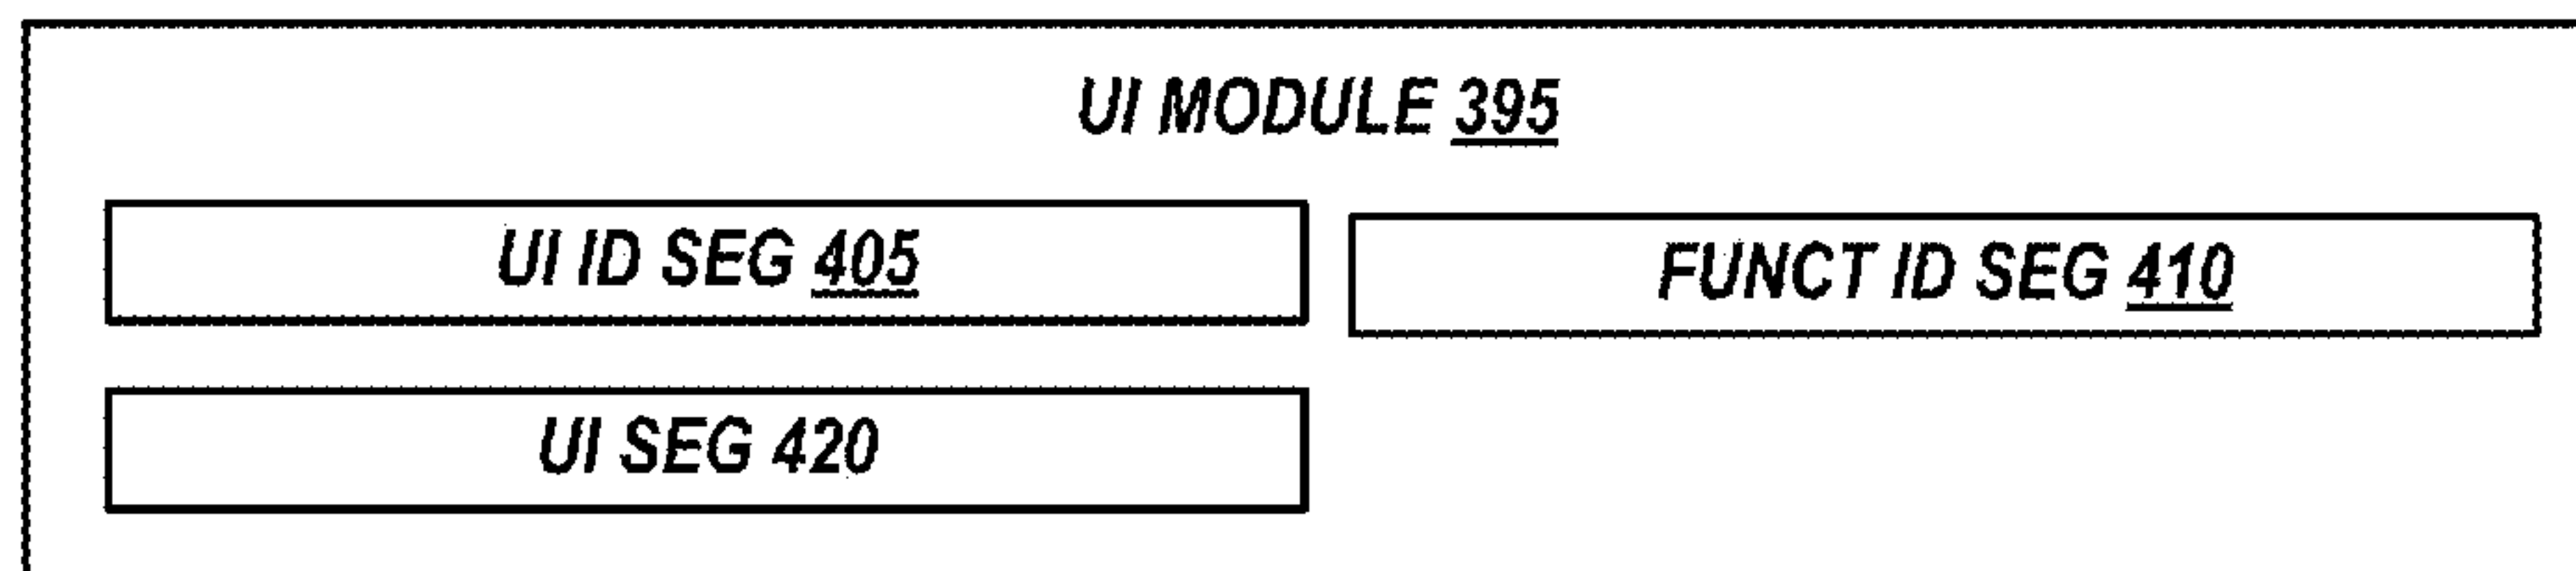 UI MODULE 395
UI ID SEG 405
FUNCT ID SEG 410
UI SEG 420